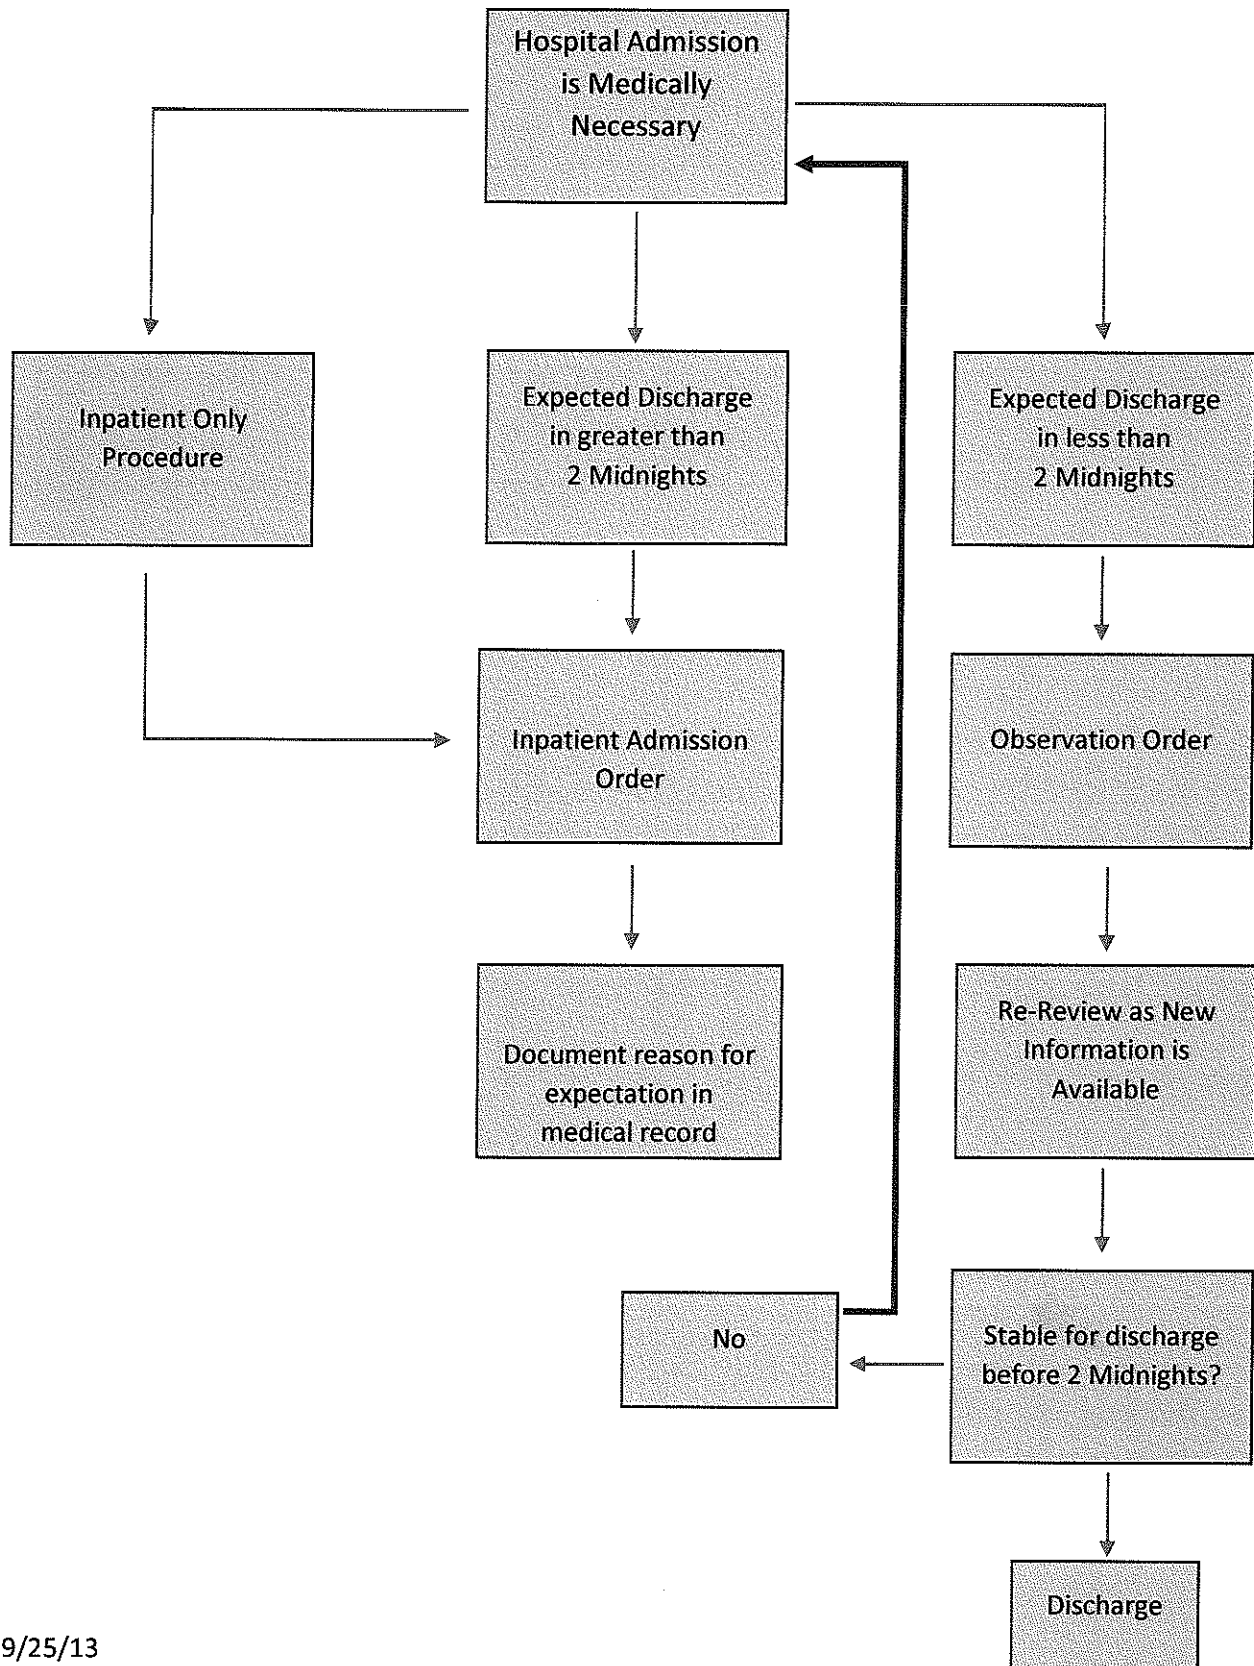 Hospital Admission
is Medically
Necessary
Inpatient Only
Procedure
Expected Discharge
in greater than
2 Midnights
Expected Discharge
in less than
2 Midnights
Inpatient Admission
Order
Observation Order
Document reason for
expectation in
medical record
Re-Review as New
Information is
Available
No
Stable for discharge
before 2 Midnights?
Discharge
9/25/13